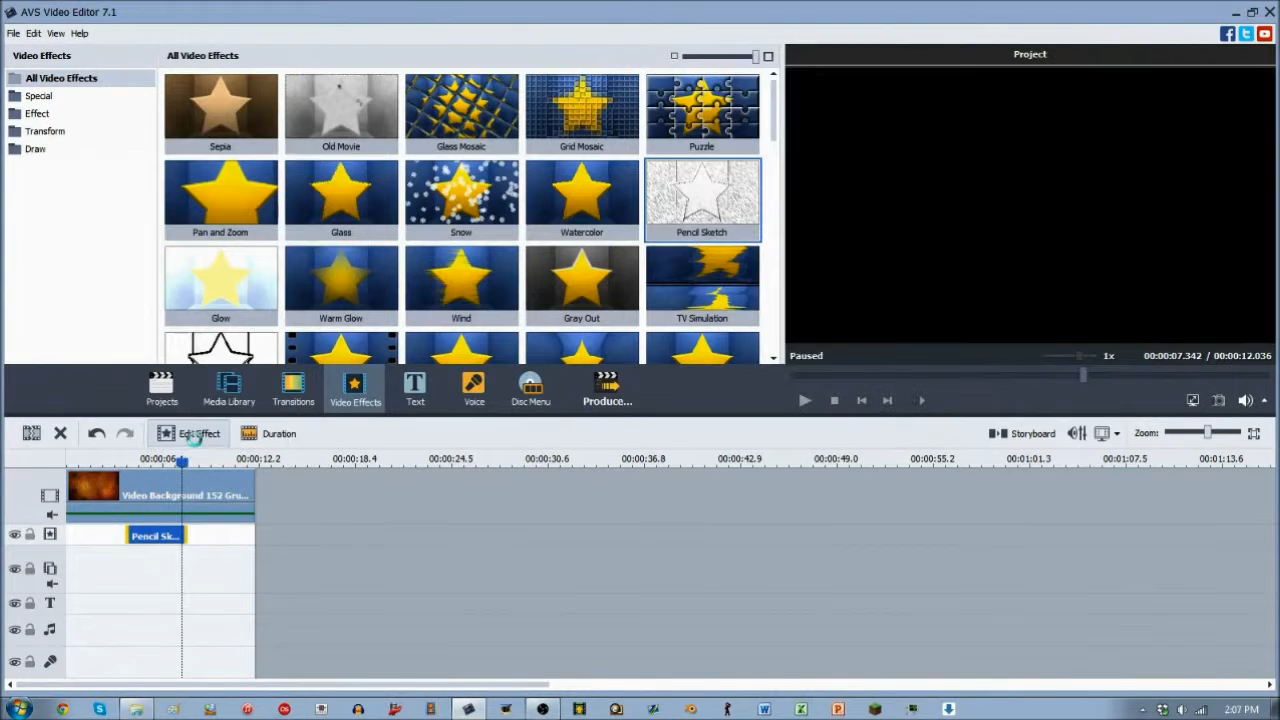 AVS Video Editor 7.1
File Edit View Help
Video Effects
All Video Effects
Project
All Video Effects
Special
Effect
Transform
Draw
Sepia
Old Movie
Glass Mosaic
Grid Mosaic
Puzzle
Pan and Zoom
Glass
Snow
Watercolor
Pencil Sketch
Glow
Warm Glow
Wind
Gray Out
TV Simulation
Paused
1x
00:00:07.342 / 00:00:12.036
Projects
Media Library
Transitions
Video Effects
Text
Voice
Disc Menu
Produce...
Edit Effect
Duration
Storyboard
Zoom:
00:00:12.2
00:00:18.4
00:00:24.5
00:00:30.6
00:00:36.8
00:00:42.9
00:00:49.0
00:00:55.2
00:01:01.3
00:01:07.5
00:01:13.6
Video Background 152 Gru...
Pencil Sk...
2:07 PM